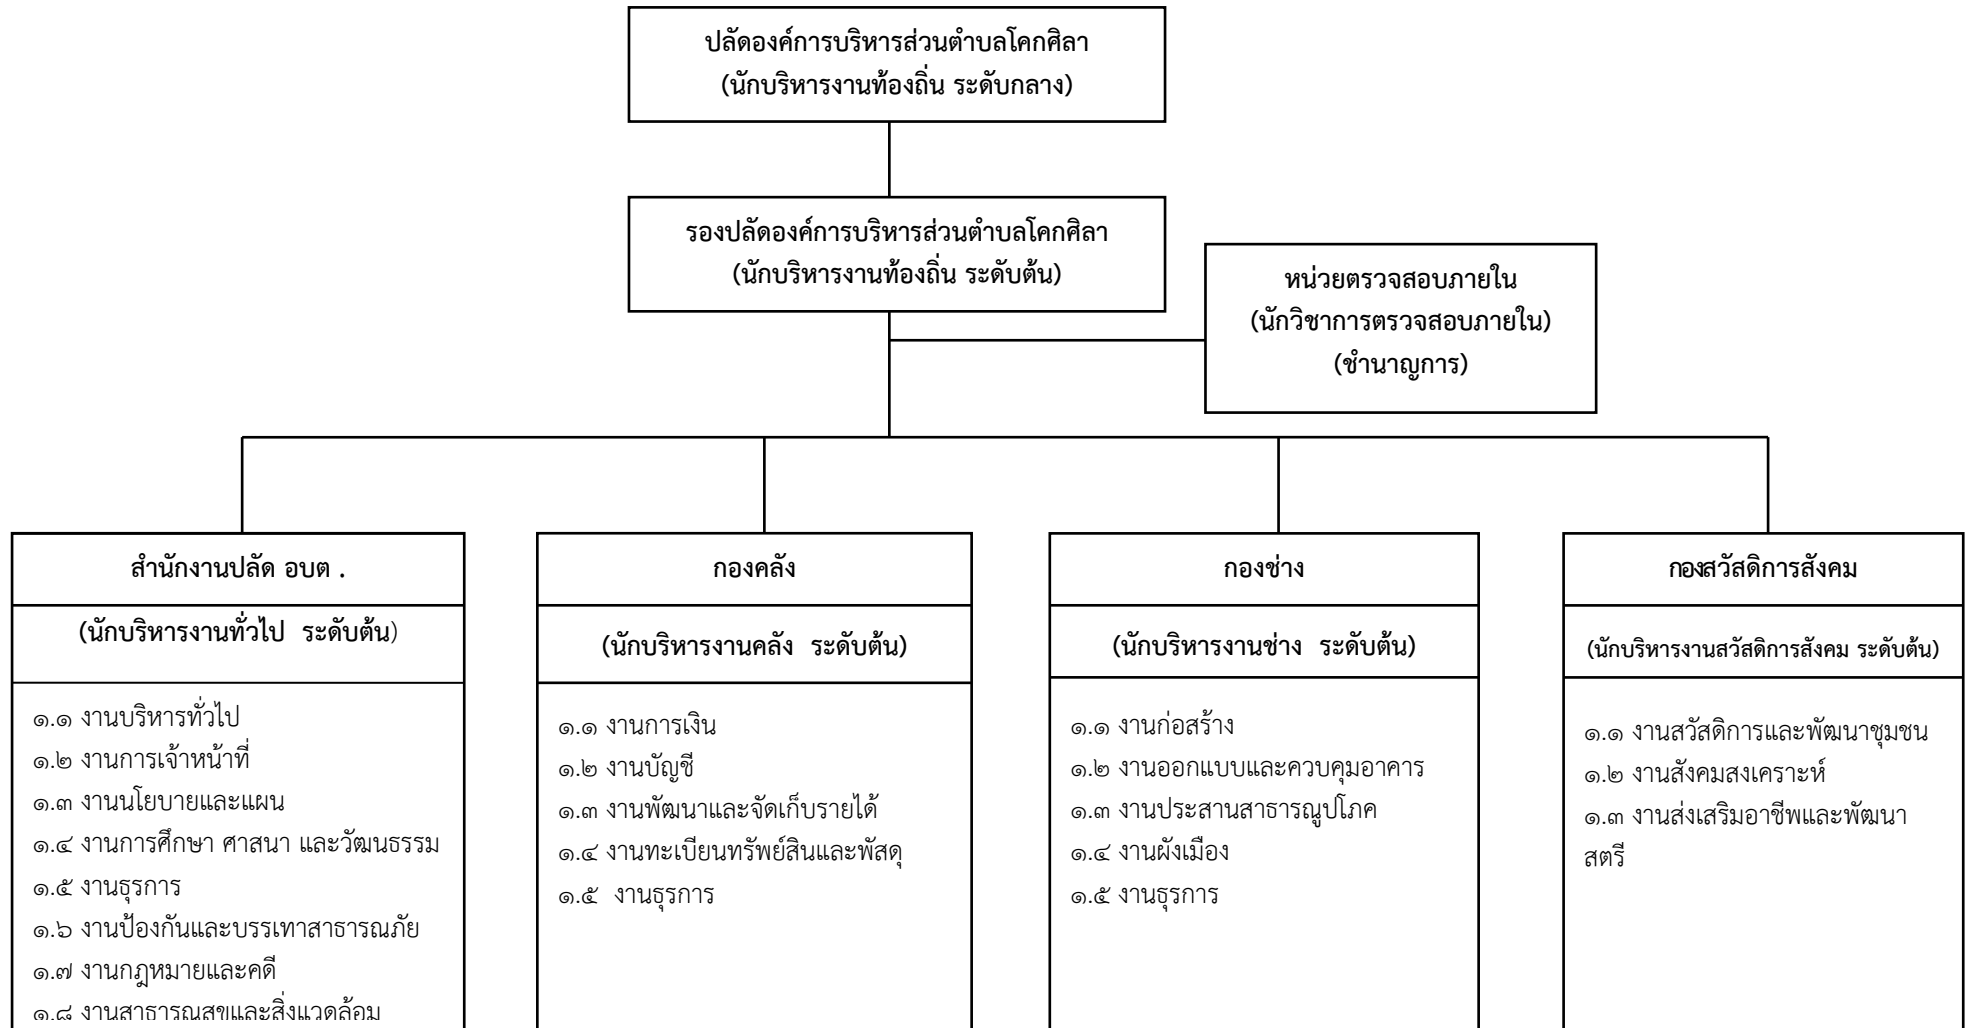 ปลัดองค์การบริหารส่วนตำบลโคกศิลา
(นักบริหารงานท้องถิ่น ระดับกลาง)
รองปลัดองค์การบริหารส่วนตำบลโคกศิลา
(นักบริหารงานท้องถิ่น ระดับต้น)
หน่วยตรวจสอบภายใน
(นักวิชาการตรวจสอบภายใน)
(ชำนาญการ)
สำนักงานปลัด อบต .
(นักบริหารงานทั่วไป ระดับต้น)
๑.๑ งานบริหารทั่วไป
๑.๒ งานการเจ้าหน้าที่
๑.๓ งานนโยบายและแผน
๑.๔ งานการศึกษา ศาสนา และวัฒนธรรม
๑.๕ งานธุรการ
๑.๖ งานป้องกันและบรรเทาสาธารณภัย
๑.๗ งานกฎหมายและคดี
๑.๘ งานสาธารณสุขและสิ่งแวดล้อม
กองคลัง
(นักบริหารงานคลัง ระดับต้น)
๑.๑ งานการเงิน
๑.๒ งานบัญชี
๑.๓ งานพัฒนาและจัดเก็บรายได้
๑.๔ งานทะเบียนทรัพย์สินและพัสดุ
๑.๕ งานธุรการ
กองช่าง
(นักบริหารงานช่าง ระดับต้น)
๑.๑ งานก่อสร้าง
๑.๒ งานออกแบบและควบคุมอาคาร
๑.๓ งานประสานสาธารณูปโภค
๑.๔ งานผังเมือง
๑.๕ งานธุรการ
กองสวัสดิการสังคม
(นักบริหารงานสวัสดิการสังคม ระดับต้น)
๑.๑ งานสวัสดิการและพัฒนาชุมชน
๑.๒ งานสังคมสงเคราะห์
๑.๓ งานส่งเสริมอาชีพและพัฒนา
สตรี